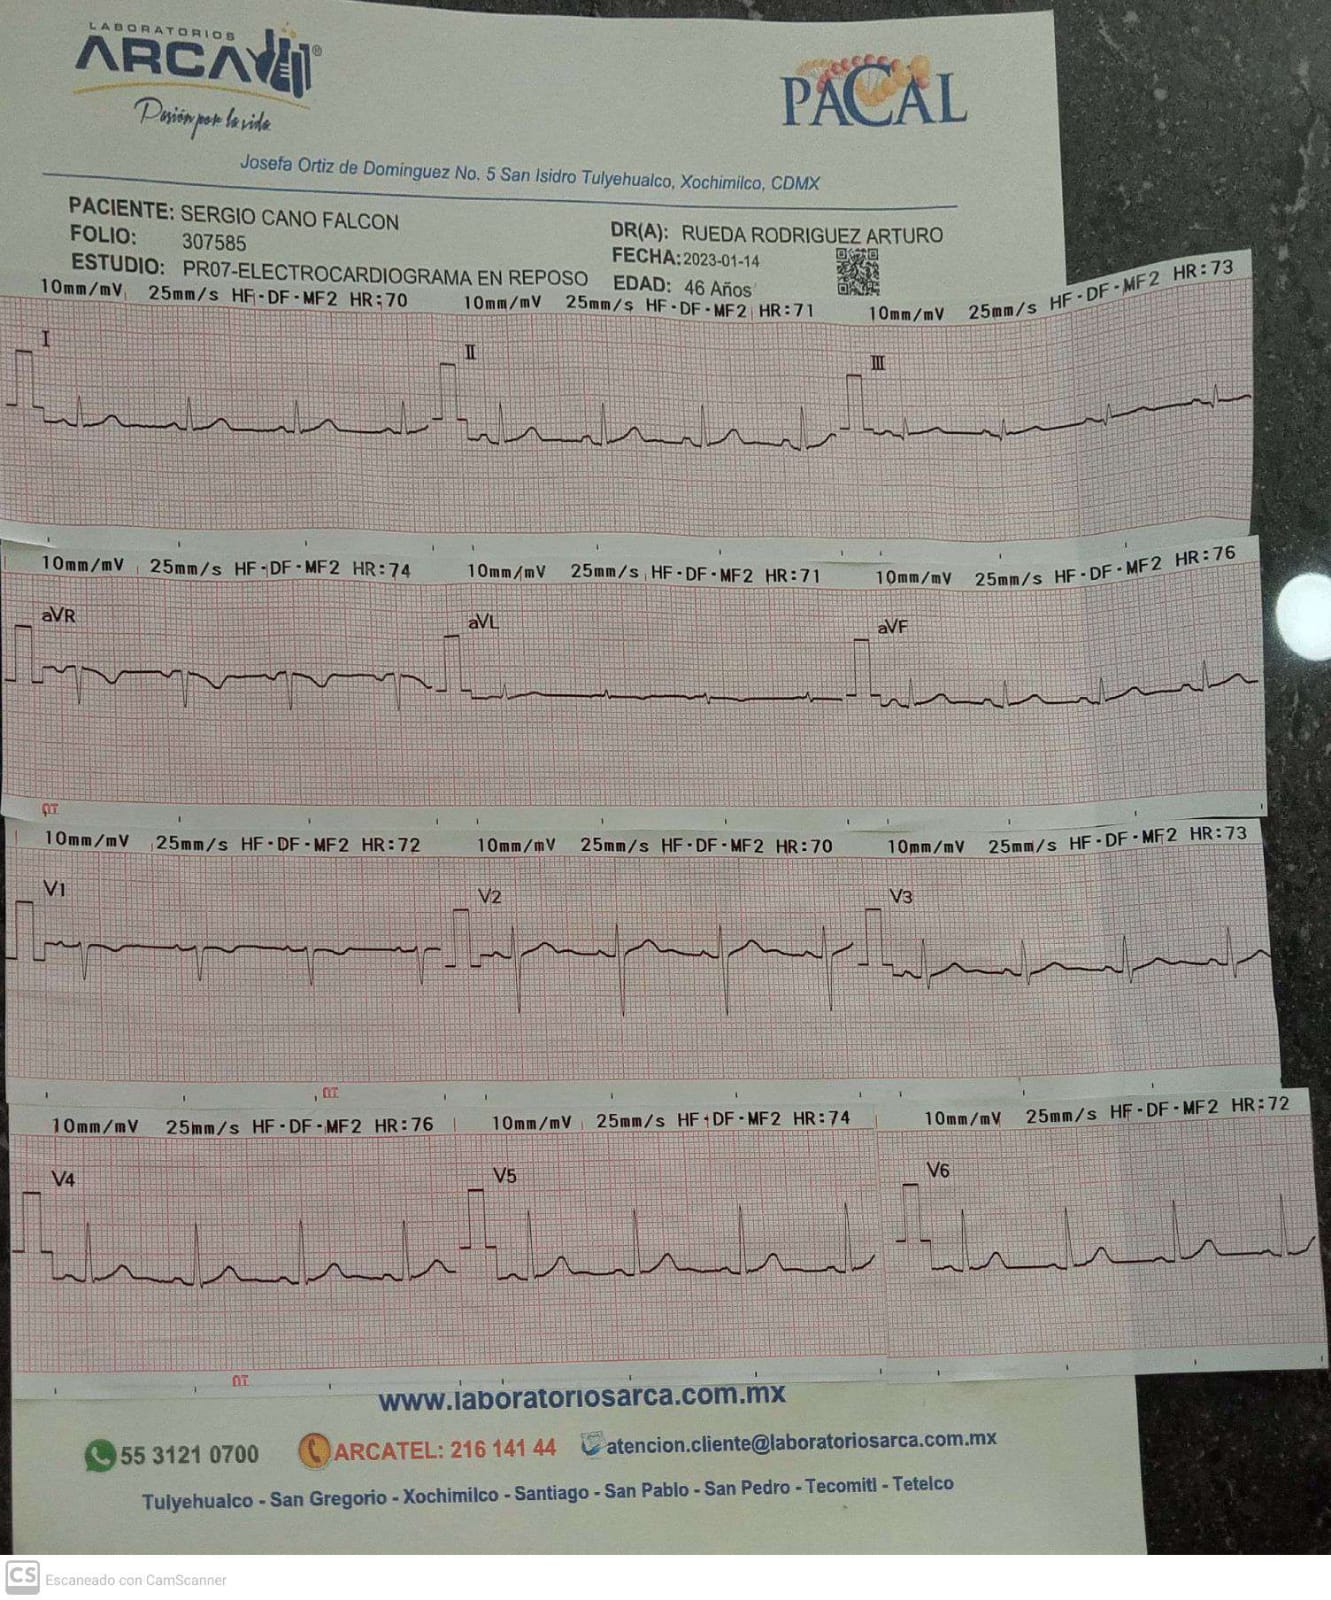 LABORATORIOS
ARCA®
Pasión por la vida
PACAL
Josefa Ortiz de Dominguez No. 5 San Isidro Tulyehualco, Xochimilco, CDMX
PACIENTE: SERGIO CANO FALCON
FOLIO: 307585
ESTUDIO: PR07-ELECTROCARDIOGRAMA EN REPOSO
DR(A): RUEDA RODRIGUEZ ARTURO
FECHA: 2023-01-14
EDAD: 46 Años
10mm/mV 25mm/s HF-DF-MF2 HR:70 10mm/mV 25mm/s HF-DF-MF2 HR:71 10mm/mV 25mm/s HF-DF-MF2 HR:73
I II III
10mm/mV 25mm/s HF-DF-MF2 HR:74 10mm/mV 25mm/s HF-DF-MF2 HR:71 10mm/mV 25mm/s HF-DF-MF2 HR:76
aVR aVL aVF
10mm/mV 25mm/s HF-DF-MF2 HR:72 10mm/mV 25mm/s HF-DF-MF2 HR:70 10mm/mV 25mm/s HF-DF-MF2 HR:73
V1 V2 V3
10mm/mV 25mm/s HF-DF-MF2 HR:76 10mm/mV 25mm/s HF-DF-MF2 HR:74 10mm/mV 25mm/s HF-DF-MF2 HR:72
V4 V5 V6
www.laboratoriosarca.com.mx
55 3121 0700 ARCATEL: 216 141 44 atencion.cliente@laboratoriosarca.com.mx
Tulyehualco - San Gregorio - Xochimilco - Santiago - San Pablo - San Pedro - Tecomitl - Tetelco
CS Escaneado con CamScanner